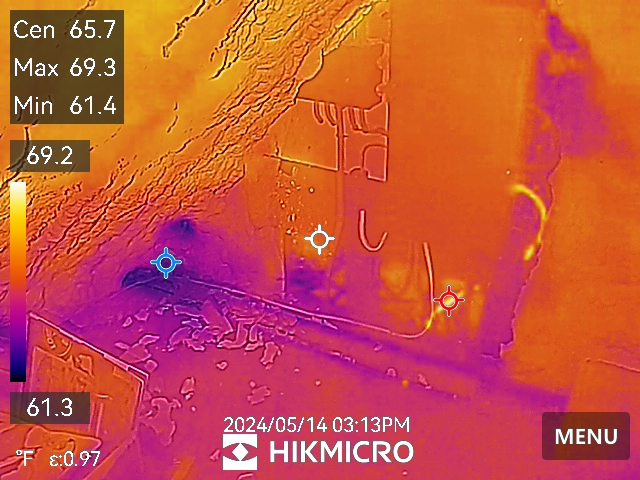 Cen 65.7
Max 69.3
Min 61.4
69.2
61.3
2024/05/14 03:13PM
HIKMICRO
MENU
°F ε:0.97